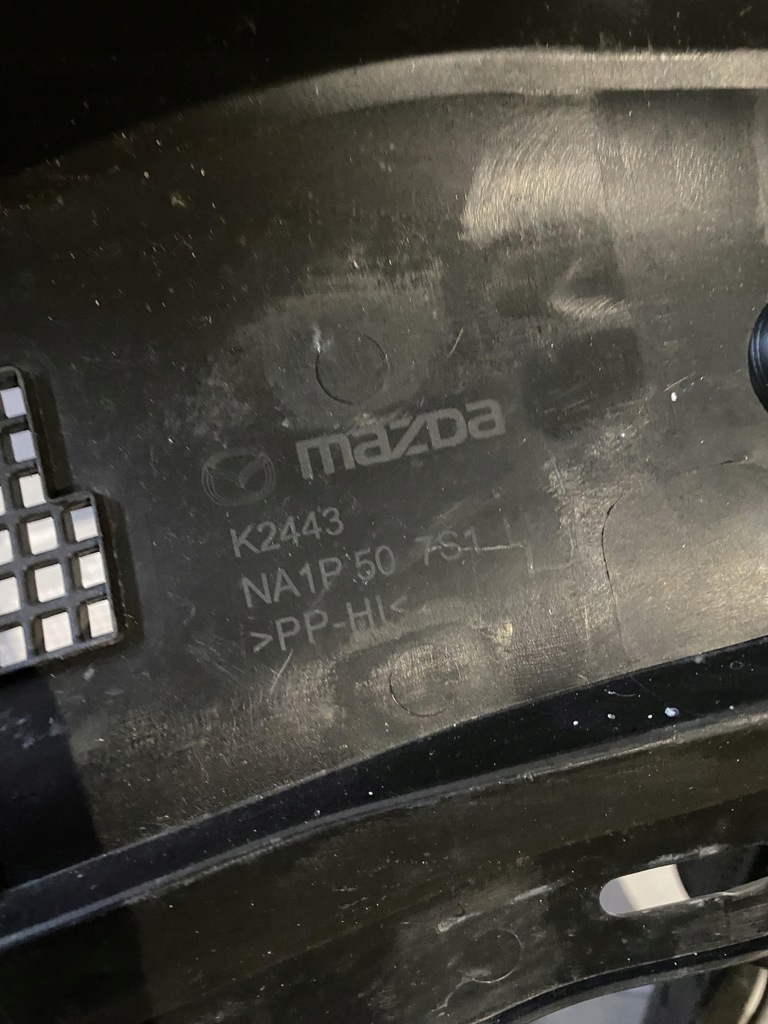 mazda
K2443
NA1P 50 7S1
>PP-HI<